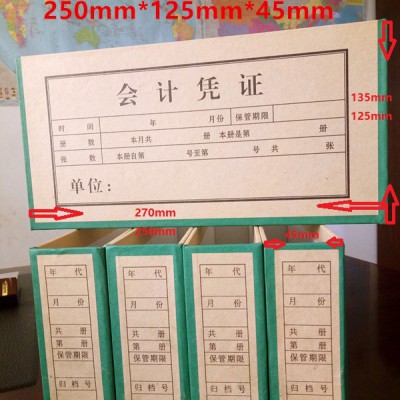 250mm*125mm*45mm
会计凭证
时 间 年 月份 保管期限
册 数 本月共 册 本册是第 册
张 数 本册自第 号至第 号 共 张
单位：
135mm
125mm
270mm
250mm
45mm
年 代
月 份
共 册
第 册
保管期限
归 档 号
年 代
月 份
共 册
第 册
保管期限
归 档 号
年 代
月 份
共 册
第 册
保管期限
归 档 号
年 代
月 份
共 册
第 册
保管期限
归 档 号